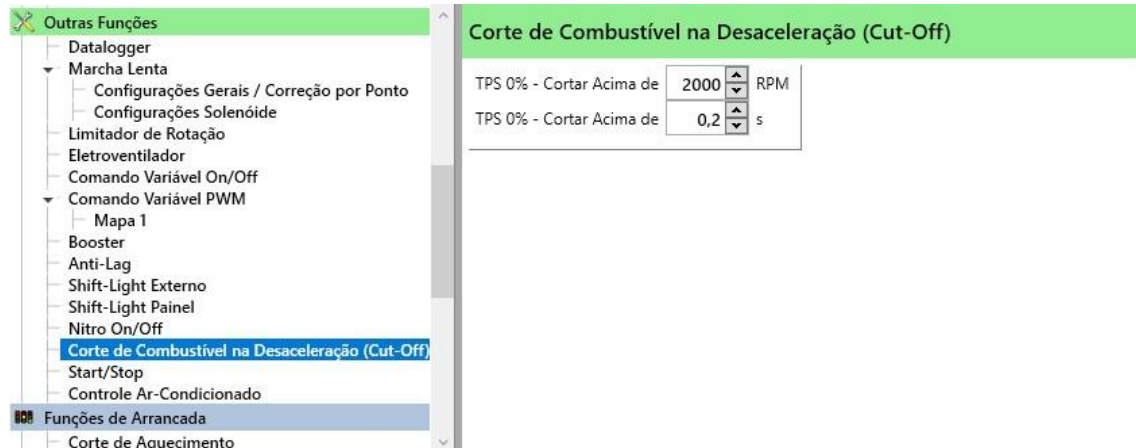 Outras Funções
Datalogger
Marcha Lenta
Configurações Gerais / Correção por Ponto
Configurações Solenóide
Limitador de Rotação
Eletroventilador
Comando Variável On/Off
Comando Variável PWM
Mapa 1
Booster
Anti-Lag
Shift-Light Externo
Shift-Light Painel
Nitro On/Off
Corte de Combustível na Desaceleração (Cut-Off)
Start/Stop
Controle Ar-Condicionado
Funções de Arrancada
Corte de Aquecimento
Corte de Combustível na Desaceleração (Cut-Off)
TPS 0% - Cortar Acima de 2000 RPM
TPS 0% - Cortar Acima de 0,2 s